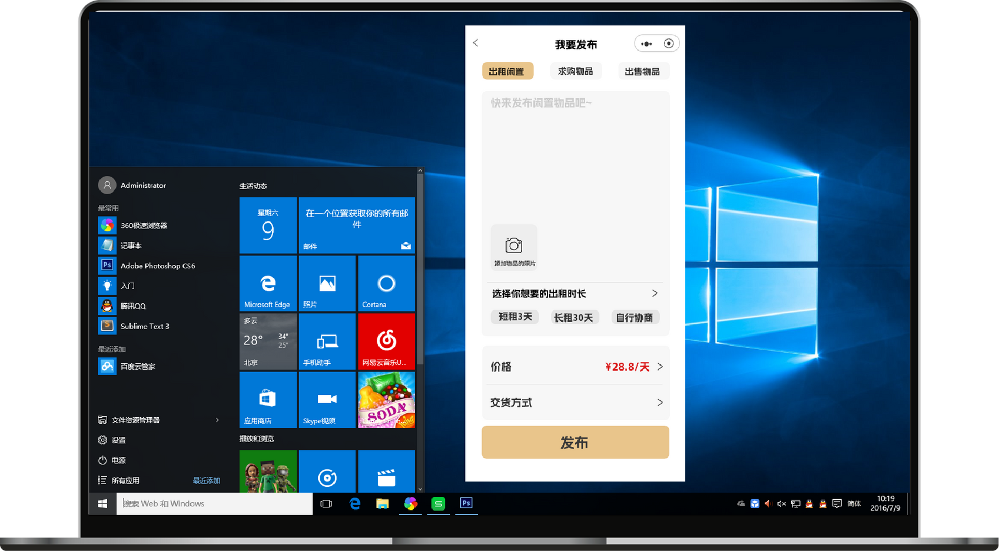 我要发布
出租闲置 求购物品 出售物品
快来发布闲置物品吧~
添加物品的照片
选择你想要的出租时长
短租3天 长租30天 自行协商
价格 ¥28.8/天
交货方式
发布
Administrator
最常用
360极速浏览器
记事本
Ps
Adobe Photoshop CS6
入门
腾讯QQ
S
Sublime Text 3
最近添加
百度云管家
文件资源管理器
设置
电源
所有应用 最近添加
生活动态
星期六
9
在一个位置获取你的所有邮
件
邮件
Microsoft Edge
照片
Cortana
多云
28° 34°
25°
北京
手机助手
网易云音乐U...
应用商店
Skype视频
SODA
播放和浏览
搜索 Web 和 Windows
S
Ps
简体
10:19
2016/7/9